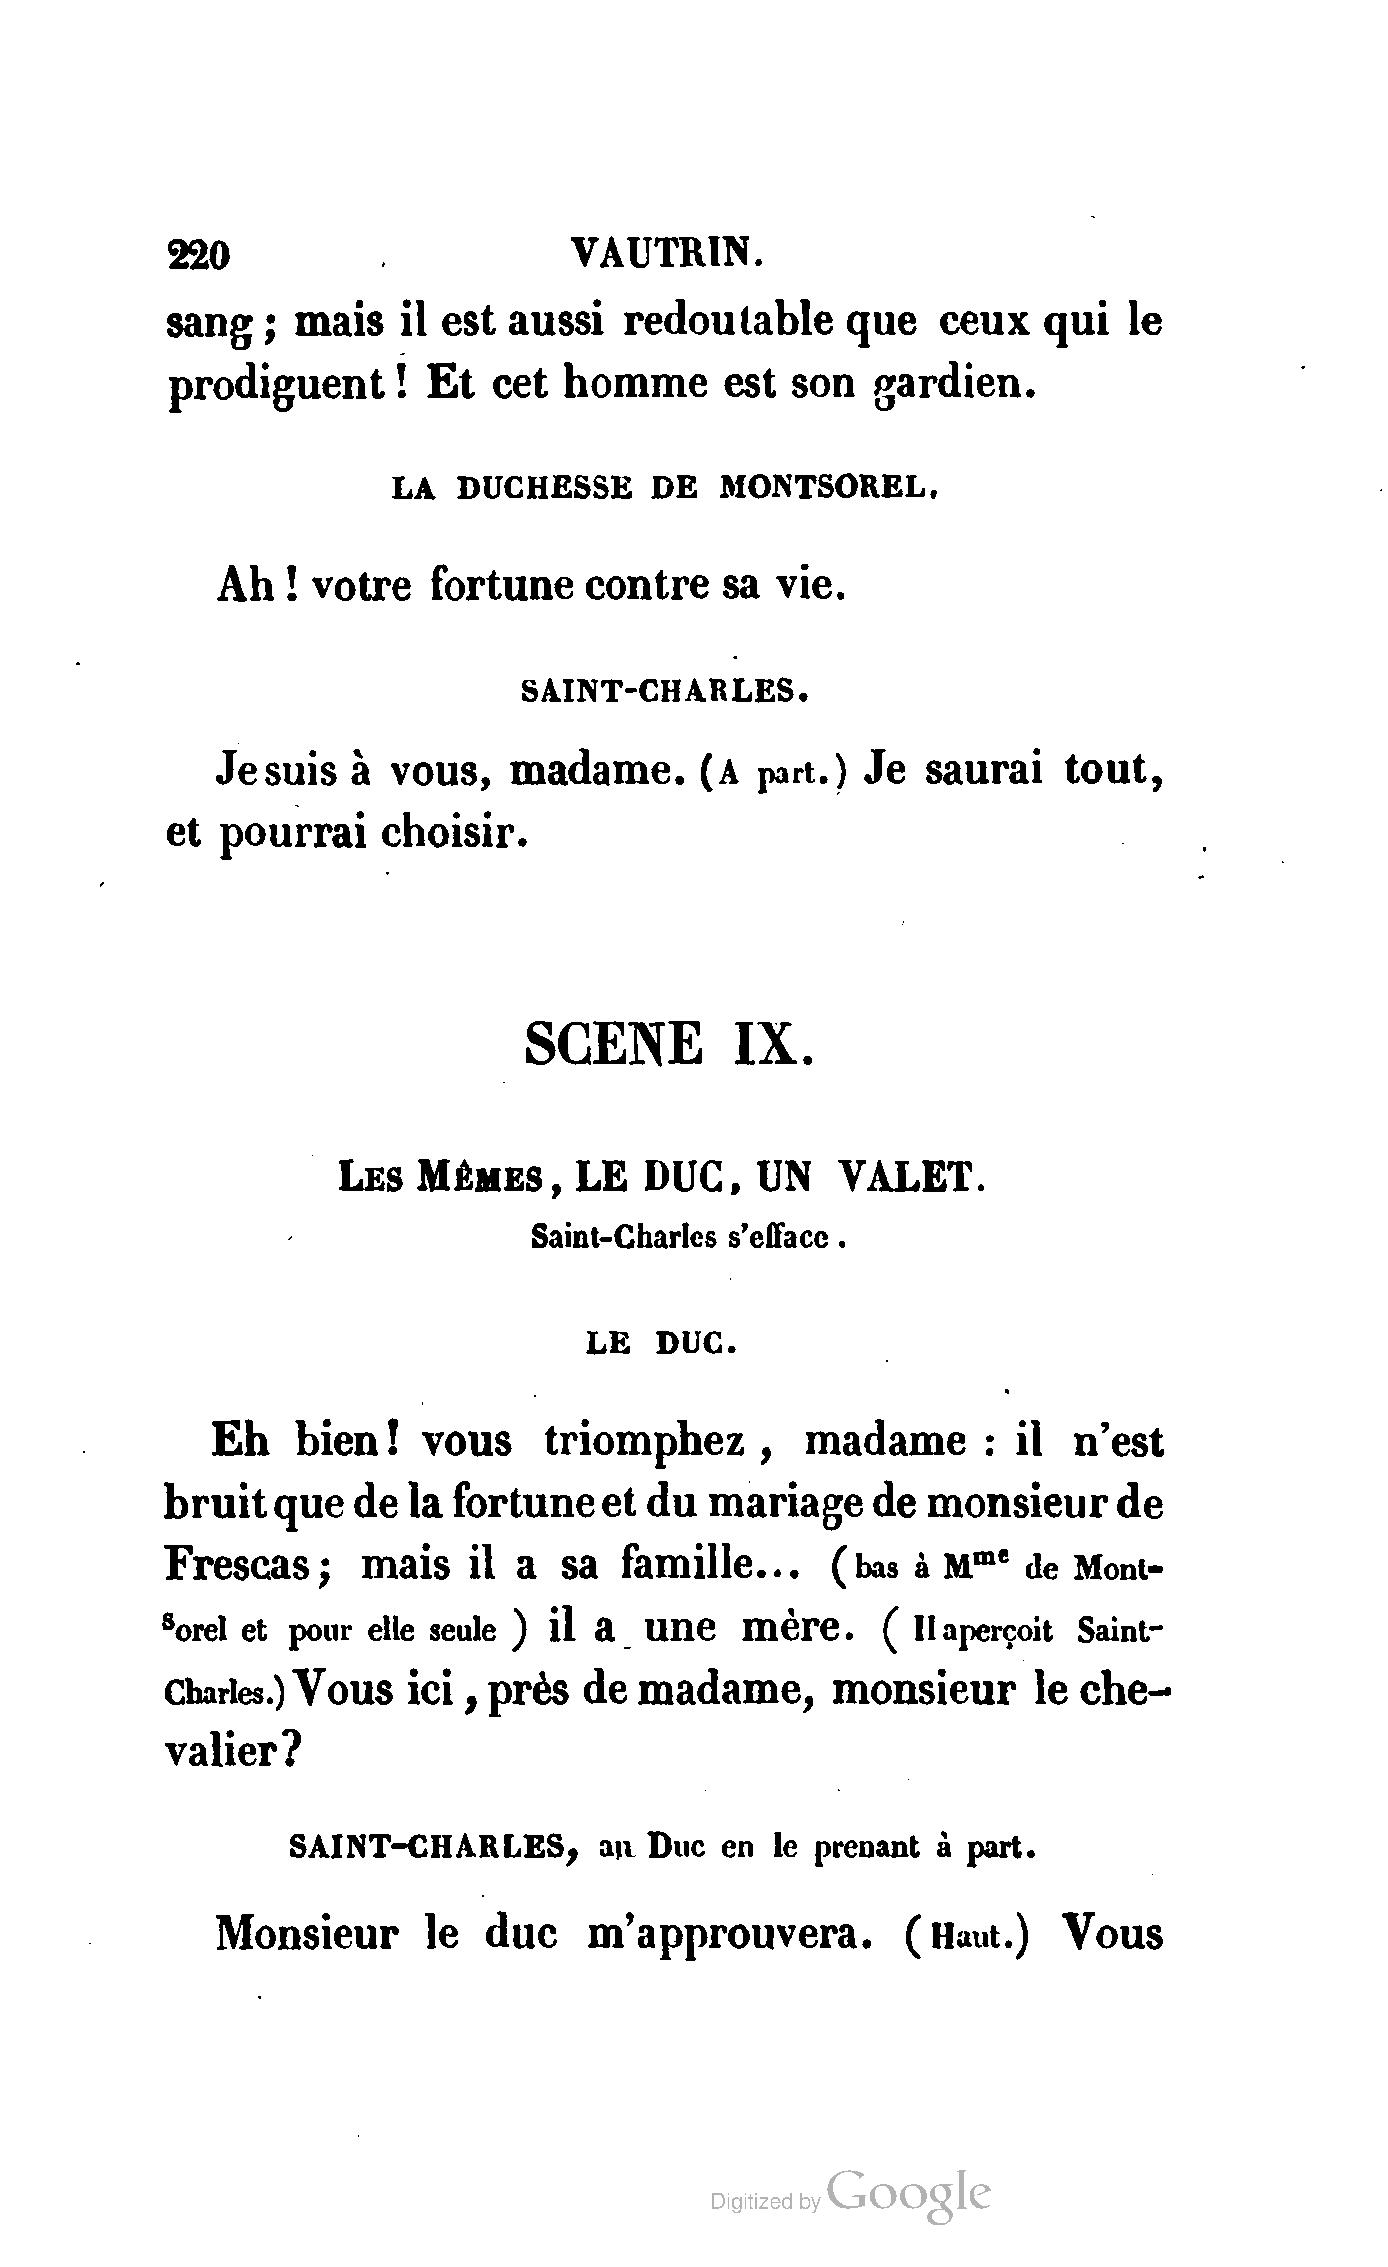 220 VAUTRIN.
sang ; mais il est aussi redoutable que ceux qui le
prodiguent ! Et cet homme est son gardien.
LA DUCHESSE DE MONTSOREL.
Ah ! votre fortune contre sa vie.
SAINT-CHARLES.
Je suis à vous, madame. (A part.) Je saurai tout,
et pourrai choisir.
SCENE IX.
LES MÊMES, LE DUC, UN VALET.
Saint-Charles s'efface .
LE DUC.
Eh bien! vous triomphez , madame : il n'est
bruit que de la fortune et du mariage de monsieur de
Frescas ; mais il a sa famille... (bas à Mme de Mont-
sorel et pour elle seule ) il a une mère. ( Il aperçoit Saint-
Charles.) Vous ici , près de madame, monsieur le che-
valier?
SAINT-CHARLES, au Duc en le prenant à part.
Monsieur le duc m'approuvera. ( Haut.) Vous
Digitized by Google